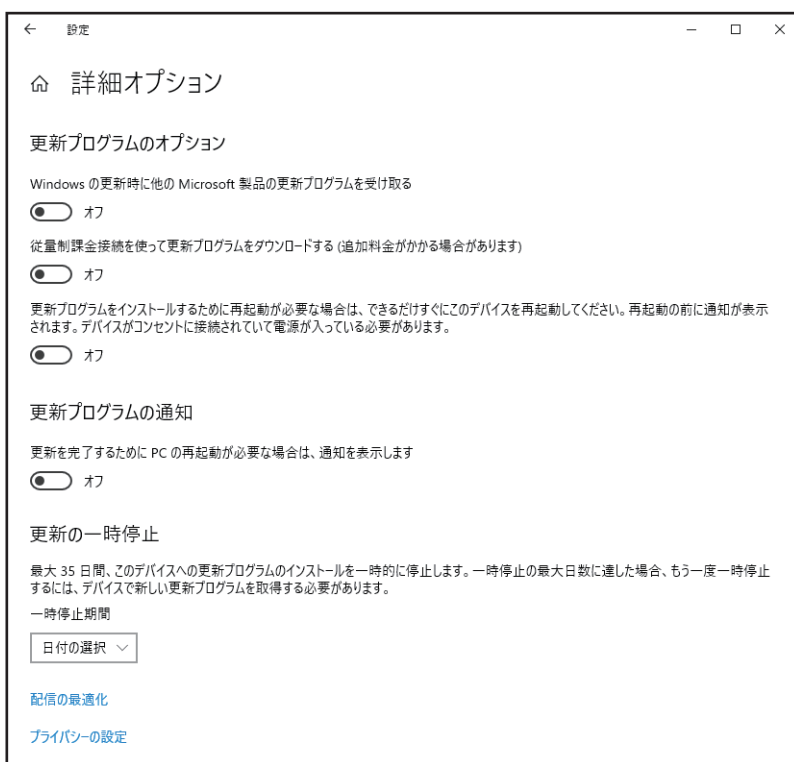 設定
詳細オプション
更新プログラムのオプション
Windows の更新時に他の Microsoft 製品の更新プログラムを受け取る
オフ
従量制課金接続を使って更新プログラムをダウンロードする (追加料金がかかる場合があります)
オフ
更新プログラムをインストールするために再起動が必要な場合は、できるだけすぐにこのデバイスを再起動してください。再起動の前に通知が表示
されます。デバイスがコンセントに接続されていて電源が入っている必要があります。
オフ
更新プログラムの通知
更新を完了するために PC の再起動が必要な場合は、通知を表示します
オフ
更新の一時停止
最大 35 日間、このデバイスへの更新プログラムのインストールを一時的に停止します。一時停止の最大日数に達した場合、もう一度一時停止
するには、デバイスで新しい更新プログラムを取得する必要があります。
一時停止期間
日付の選択
配信の最適化
プライバシーの設定